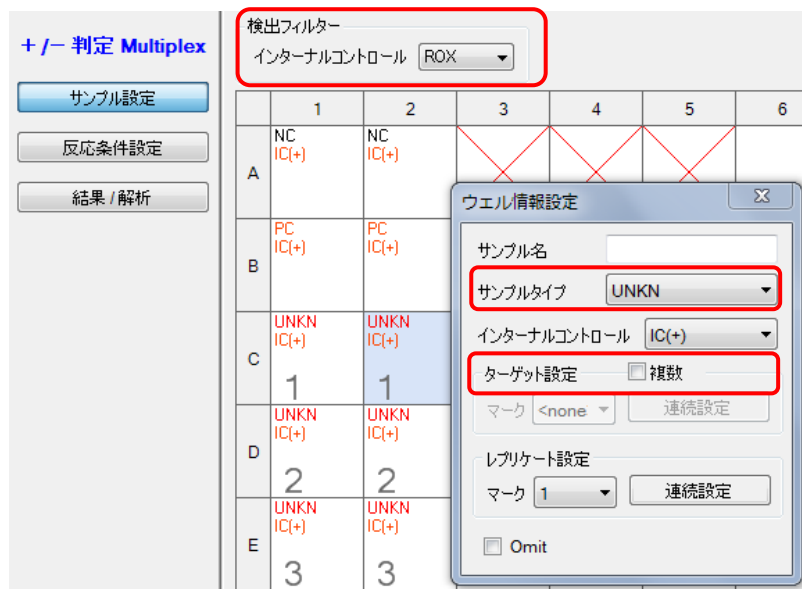 +/− 判定 Multiplex
サンプル設定
反応条件設定
結果 / 解析
検出フィルター
インターナルコントロール ROX
1 2 3 4 5 6
A
NC NC
IC(+) IC(+)
B
PC PC
IC(+) IC(+)
C
UNKN UNKN
IC(+) IC(+)
1 1
D
UNKN UNKN
IC(+) IC(+)
2 2
E
UNKN UNKN
IC(+) IC(+)
3 3
ウエル情報設定
サンプル名
サンプルタイプ UNKN
インターナルコントロール IC(+)
ターゲット設定 複数
マーク <none 連続設定
レプリケート設定
マーク 1 連続設定
Omit